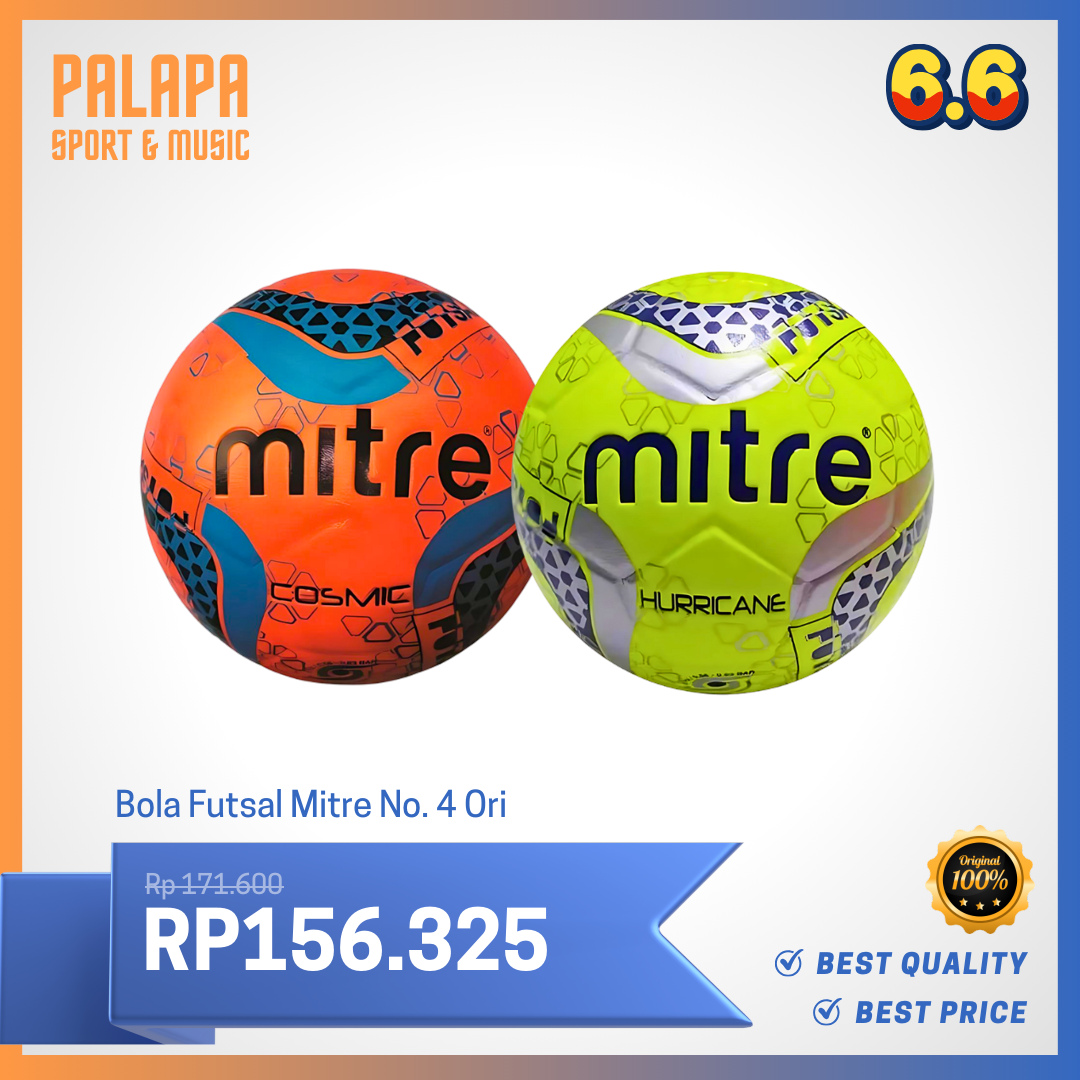 PALAPA
SPORT & MUSIC
6.6
FUTSAL
mitre®
COSMIC
mitre®
HURRICANE
Bola Futsal Mitre No. 4 Ori
Rp 171.600
RP156.325
Original
100%
BEST QUALITY
BEST PRICE